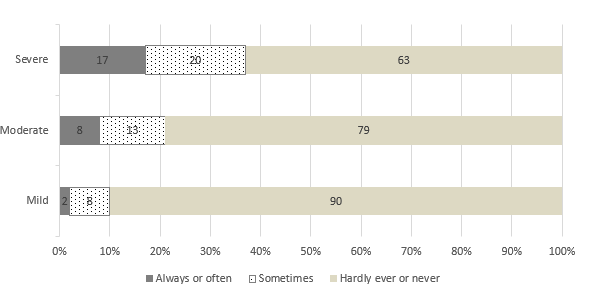 Severe 17 20 63
Moderate 8 13 79
Mild 2 8 90
0% 10% 20% 30% 40% 50% 60% 70% 80% 90% 100%
Always or often Sometimes Hardly ever or never